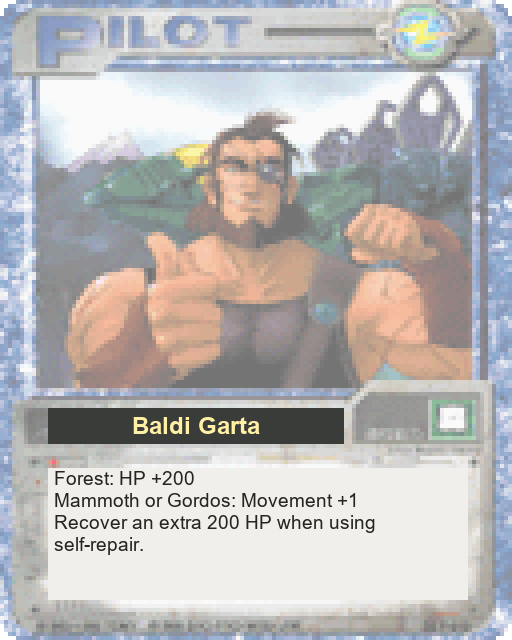 PILOT
Baldi Garta
Forest: HP +200
Mammoth or Gordos: Movement +1
Recover an extra 200 HP when using
self-repair.